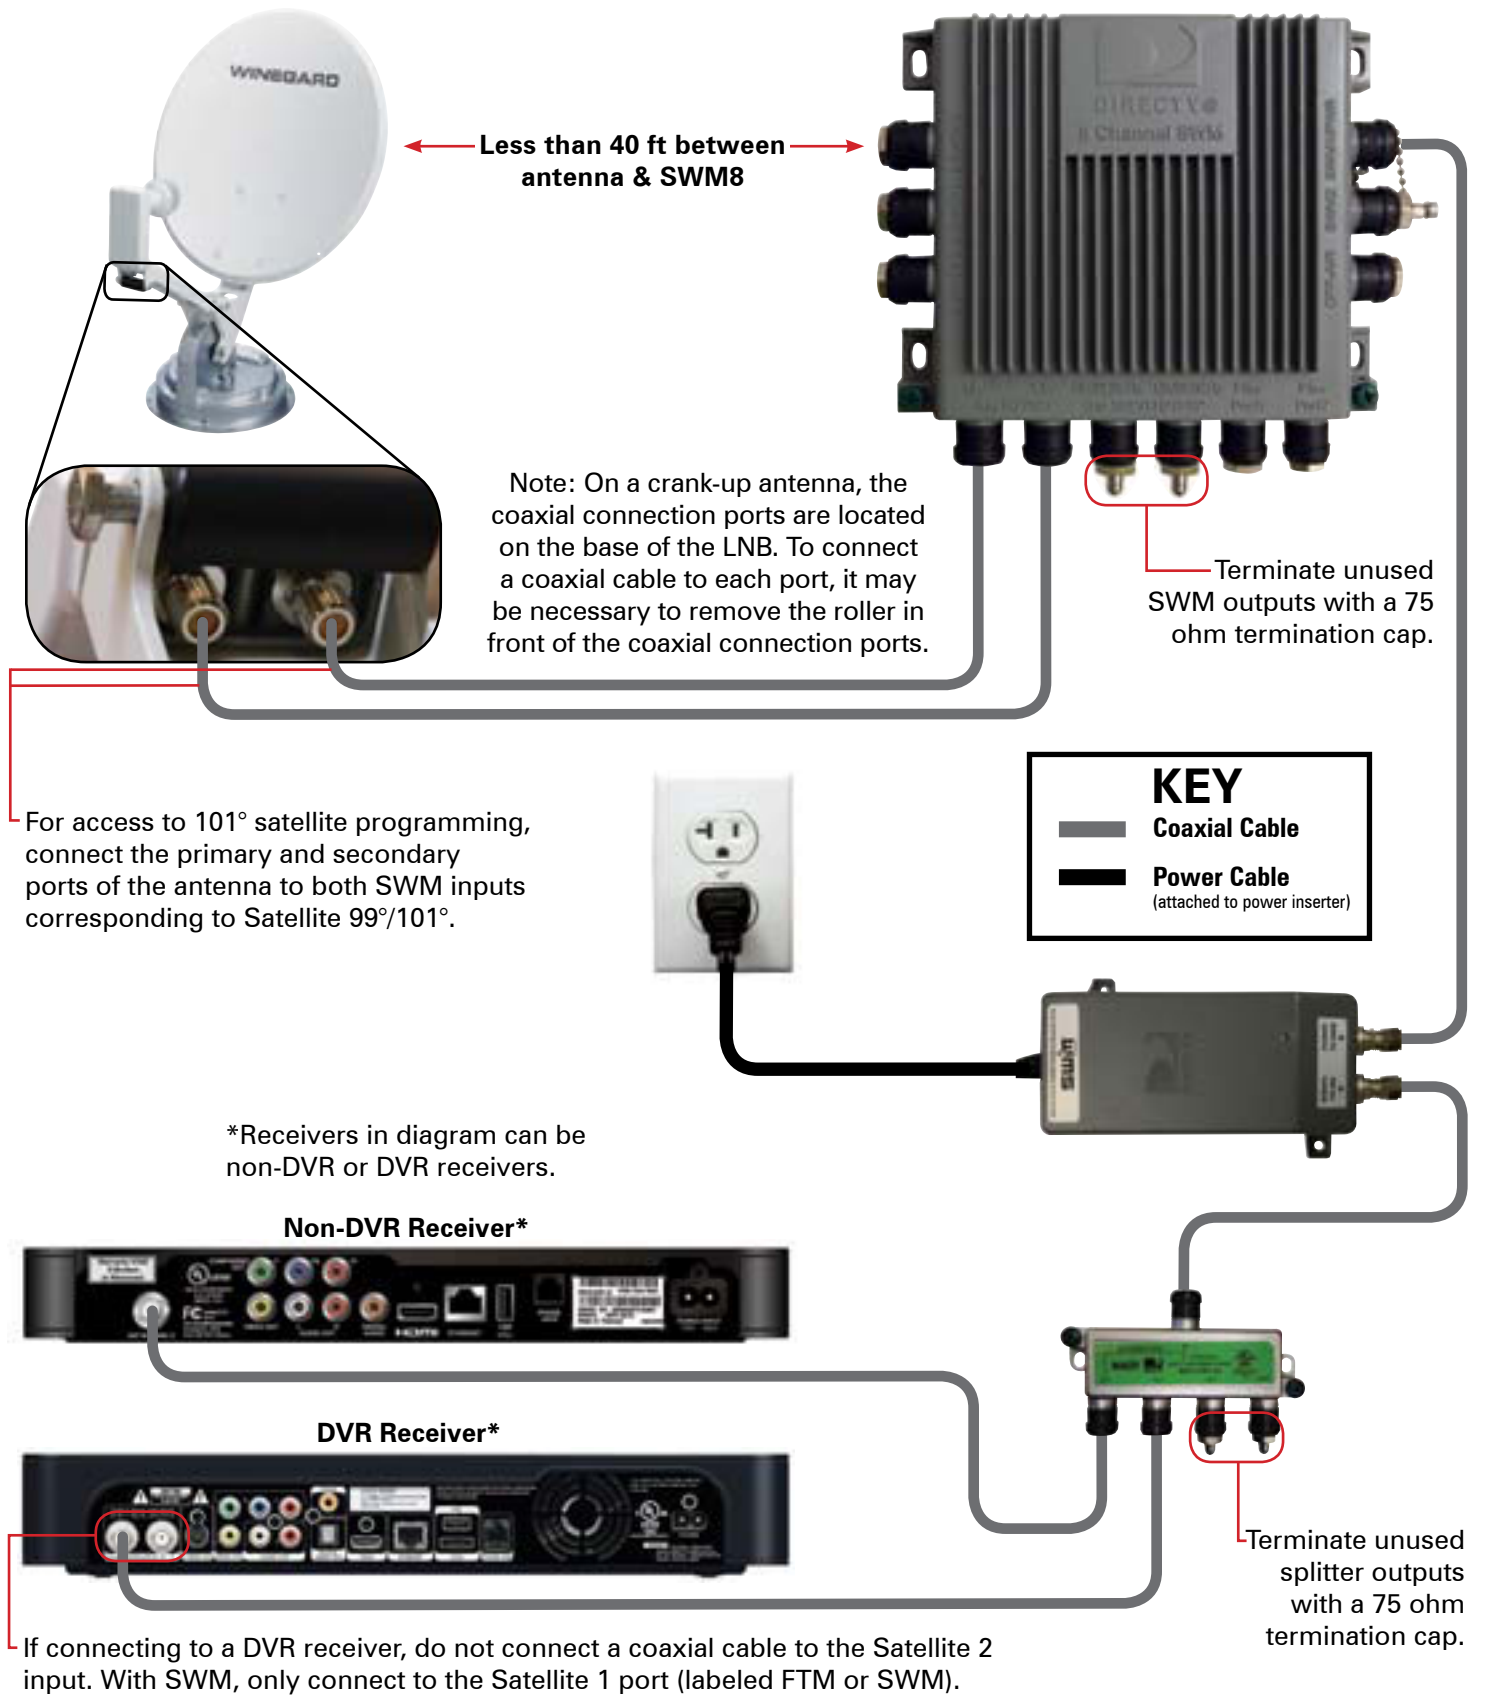 WINEGARD
Less than 40 ft between
antenna & SWM8
DIRECTV
8 Channel SWM
Note: On a crank-up antenna, the
coaxial connection ports are located
on the base of the LNB. To connect
a coaxial cable to each port, it may
be necessary to remove the roller in
front of the coaxial connection ports.
Terminate unused
SWM outputs with a 75
ohm termination cap.
For access to 101° satellite programming,
connect the primary and secondary
ports of the antenna to both SWM inputs
corresponding to Satellite 99°/101°.
KEY
Coaxial Cable
Power Cable
(attached to power inserter)
*Receivers in diagram can be
non-DVR or DVR receivers.
Non-DVR Receiver*
DVR Receiver*
Terminate unused
splitter outputs
with a 75 ohm
termination cap.
If connecting to a DVR receiver, do not connect a coaxial cable to the Satellite 2
input. With SWM, only connect to the Satellite 1 port (labeled FTM or SWM).